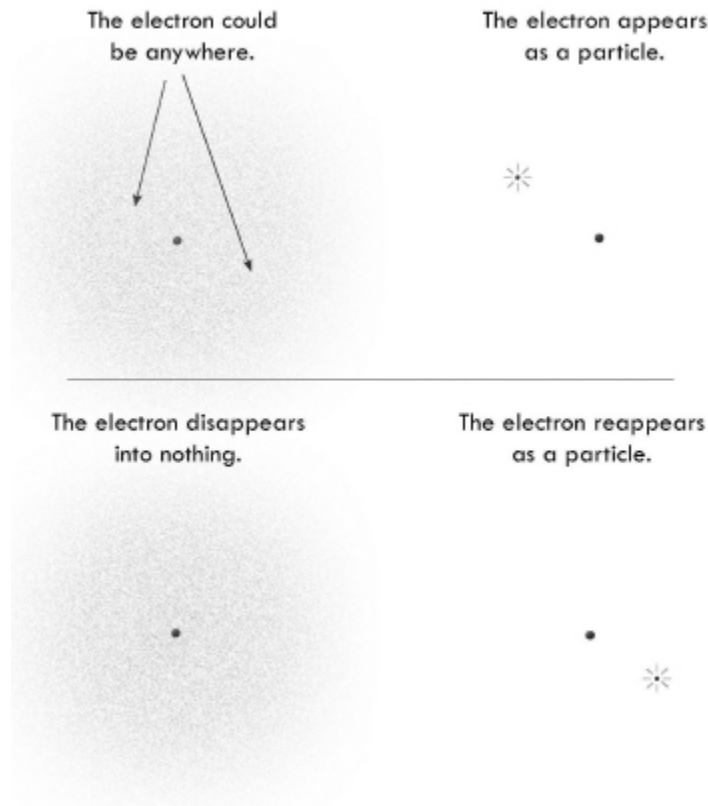 The electron could
be anywhere.
The electron appears
as a particle.
The electron disappears
into nothing.
The electron reappears
as a particle.